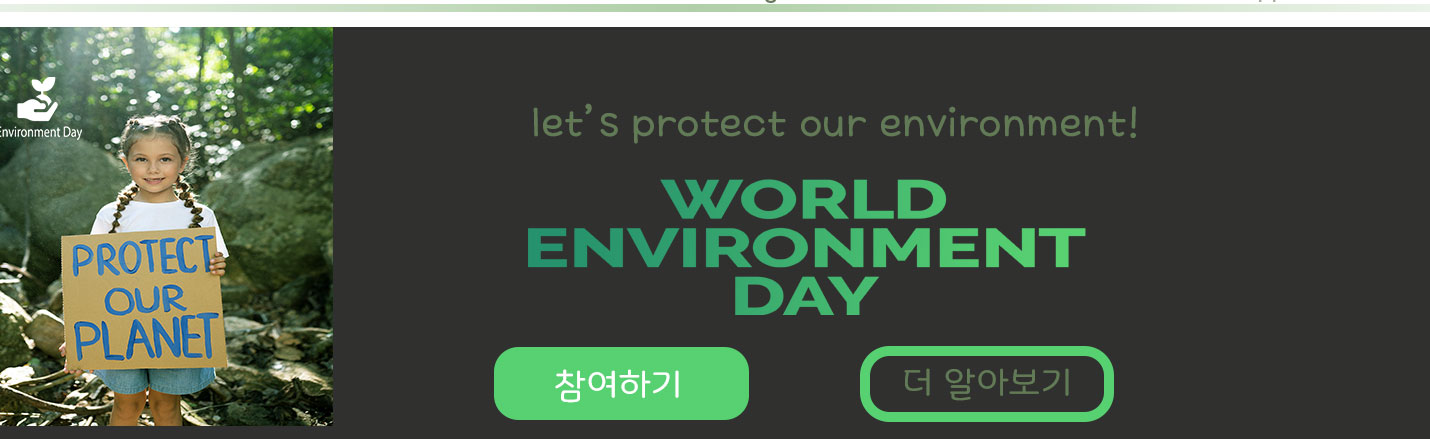 Environment Day
PROTECT
OUR
PLANET
let's protect our environment!
WORLD
ENVIRONMENT
DAY
참여하기
더 알아보기